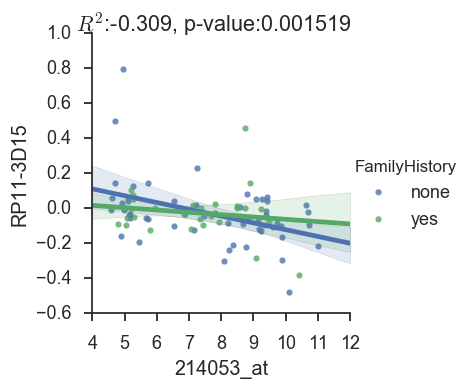 R²:-0.309, p-value:0.001519
1.0
0.8
0.6
0.4
0.2
0.0
−0.2
−0.4
−0.6
RP11-3D15
4 5 6 7 8 9 10 11 12
214053_at
FamilyHistory
none
yes